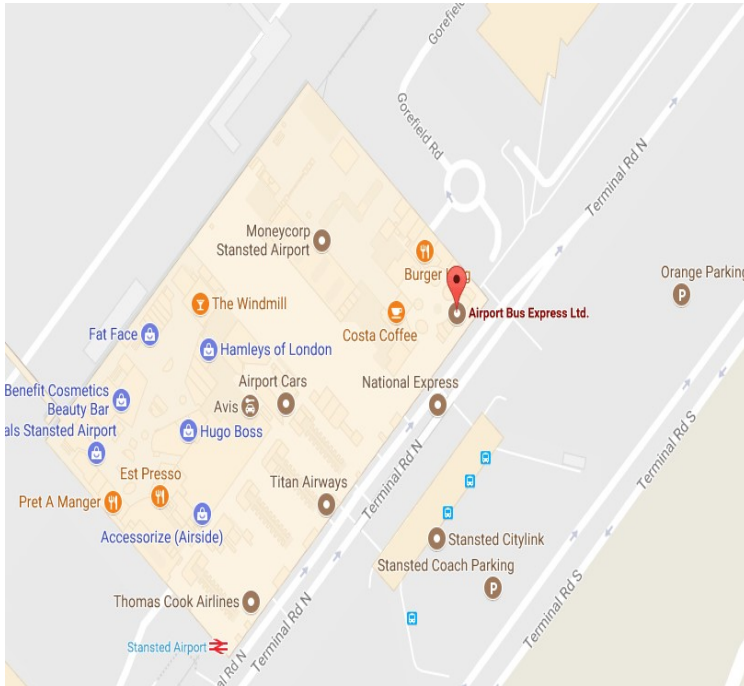 Gorefield
Gorefield Rd
Terminal Rd N
Moneycorp
Stansted Airport
Burger
Orange Parking
P
The Windmill
Airport Bus Express Ltd.
Fat Face
Costa Coffee
Hamleys of London
Benefit Cosmetics
Beauty Bar
Airport Cars
National Express
Avis
als Stansted Airport
Hugo Boss
Terminal Rd S
Est Presso
Titan Airways
Terminal Rd N
Pret A Manger
Accessorize (Airside)
Stansted Citylink
Stansted Coach Parking
P
Thomas Cook Airlines
Terminal Rd N
Terminal Rd S
Stansted Airport
al Rd N